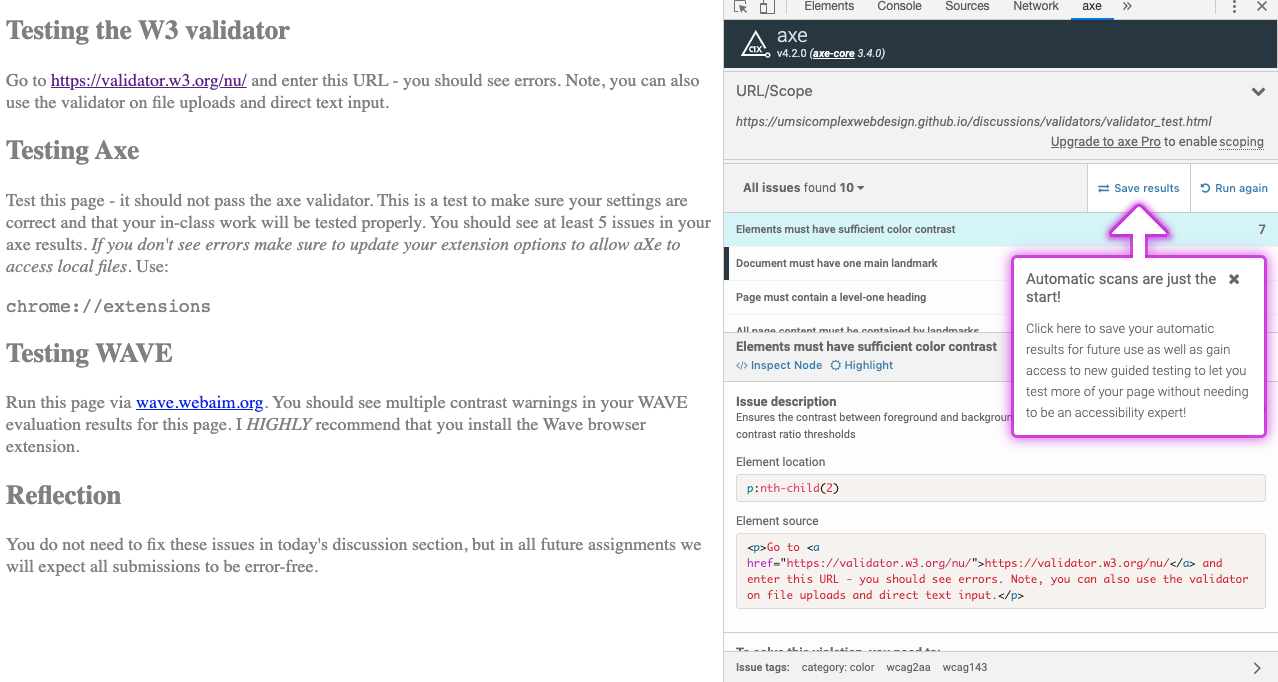 Testing the W3 validator
Go to https://validator.w3.org/nu/ and enter this URL - you should see errors. Note, you can also
use the validator on file uploads and direct text input.
Testing Axe
Test this page - it should not pass the axe validator. This is a test to make sure your settings are
correct and that your in-class work will be tested properly. You should see at least 5 issues in your
axe results. If you don't see errors make sure to update your extension options to allow aXe to
access local files. Use:
chrome://extensions
Testing WAVE
Run this page via wave.webaim.org. You should see multiple contrast warnings in your WAVE
evaluation results for this page. I HIGHLY recommend that you install the Wave browser
extension.
Reflection
You do not need to fix these issues in today's discussion section, but in all future assignments we
will expect all submissions to be error-free.
Elements Console Sources Network axe »
axe
v4.2.0 (axe-core 3.4.0)
URL/Scope
https://umsicomplexwebdesign.github.io/discussions/validators/validator_test.html
Upgrade to axe Pro to enable scoping
All issues found 10
Save results Run again
Elements must have sufficient color contrast 7
Document must have one main landmark
Page must contain a level-one heading
All page content must be contained by landmarks
Automatic scans are just the
start!
Click here to save your automatic
results for future use as well as gain
access to new guided testing to let you
test more of your page without needing
to be an accessibility expert!
Elements must have sufficient color contrast
</> Inspect Node Highlight
Issue description
Ensures the contrast between foreground and backgroun
contrast ratio thresholds
Element location
p:nth-child(2)
Element source
<p>Go to <a
href="https://validator.w3.org/nu/">https://validator.w3.org/nu/</a> and
enter this URL - you should see errors. Note, you can also use the validator
on file uploads and direct text input.</p>
To solve this violation, you need to:
Issue tags: category: color wcag2aa wcag143